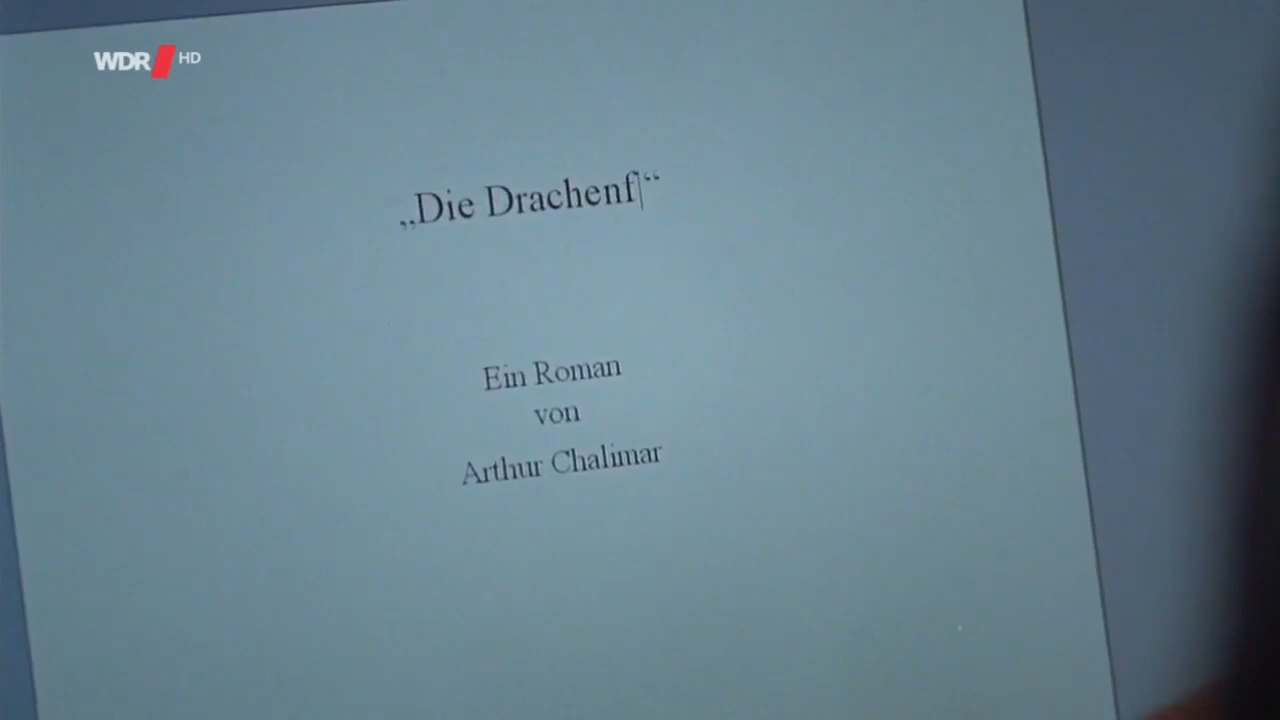 WDR HD
„Die Drachenf“
Ein Roman
von
Arthur Chalimar